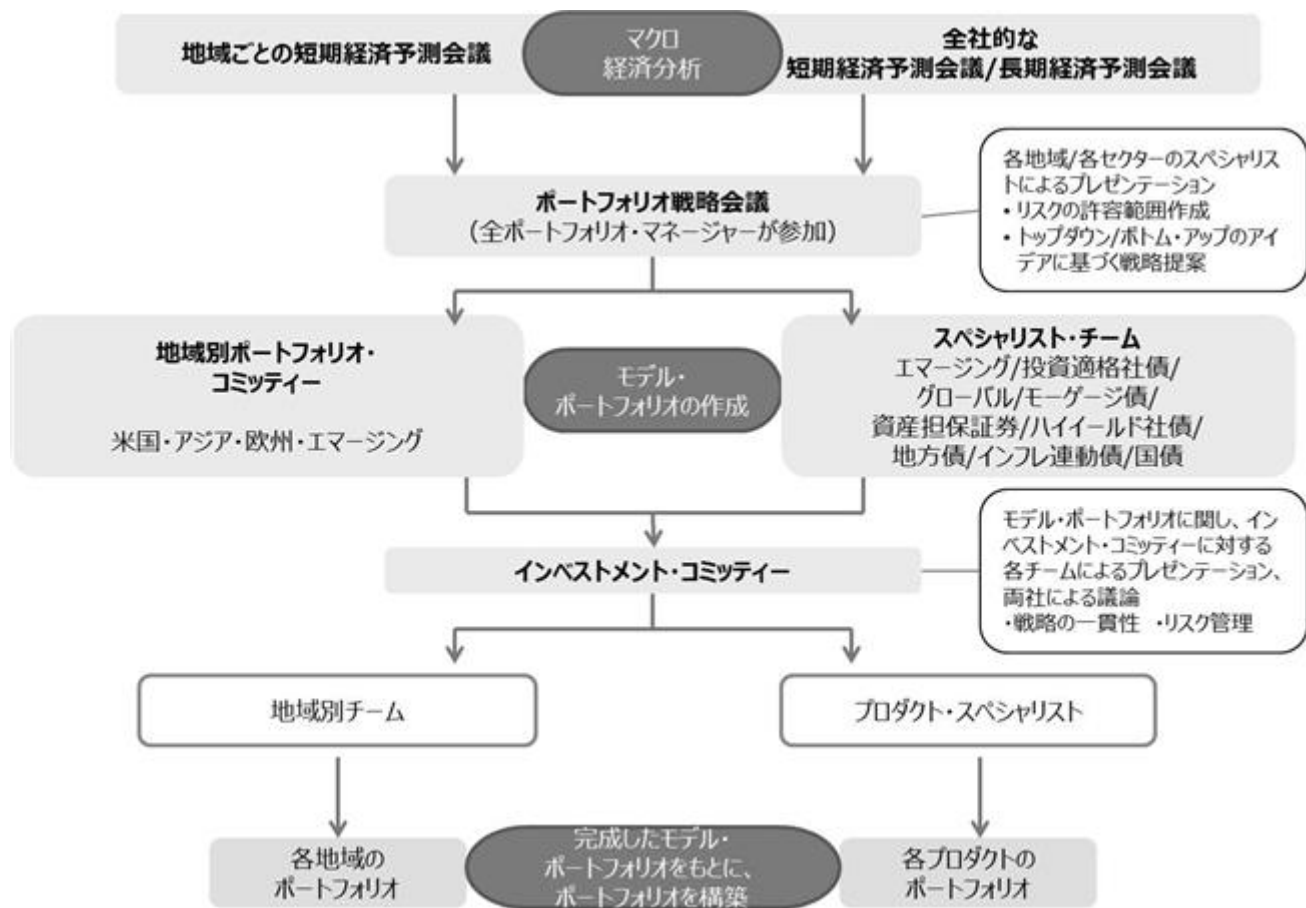 地域ごとの短期経済予測会議
マクロ
経済分析
全社的な
短期経済予測会議/長期経済予測会議
各地域/各セクターのスペシャリス
トによるプレゼンテーション
・リスクの許容範囲作成
・トップダウン/ボトム・アップのアイ
デアに基づく戦略提案
ポートフォリオ戦略会議
（全ポートフォリオ・マネージャーが参加）
地域別ポートフォリオ・
コミッティー
米国・アジア・欧州・エマージング
モデル・
ポートフォリオの作成
スペシャリスト・チーム
エマージング/投資適格社債/
グローバル/モーゲージ債/
資産担保証券/ハイイールド社債/
地方債/インフレ連動債/国債
インベストメント・コミッティー
モデル・ポートフォリオに関し、イン
ベストメント・コミッティーに対する
各チームによるプレゼンテーション、
両社による議論
・戦略の一貫性　・リスク管理
地域別チーム
プロダクト・スペシャリスト
各地域の
ポートフォリオ
完成したモデル・
ポートフォリオをもとに、
ポートフォリオを構築
各プロダクトの
ポートフォリオ